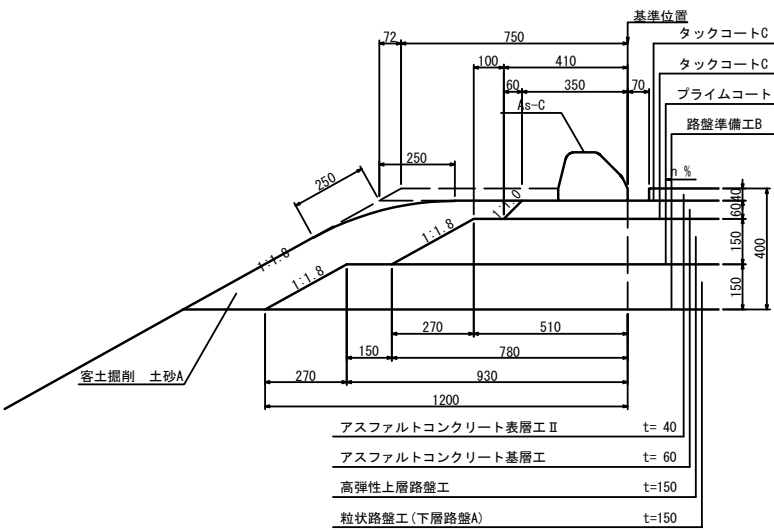 基準位置
72
750
タックコートC
100
410
タックコートC
60
350
70
プライムコート
As-C
路盤準備工B
250
n %
250
40
1:1.0
60
1:1.8
150
400
1:1.8
1:1.8
150
270
510
150
780
客土掘削 土砂A
270
930
1200
アスファルトコンクリート表層工Ⅱ t= 40
アスファルトコンクリート基層工 t= 60
高弾性上層路盤工 t=150
粒状路盤工(下層路盤A) t=150